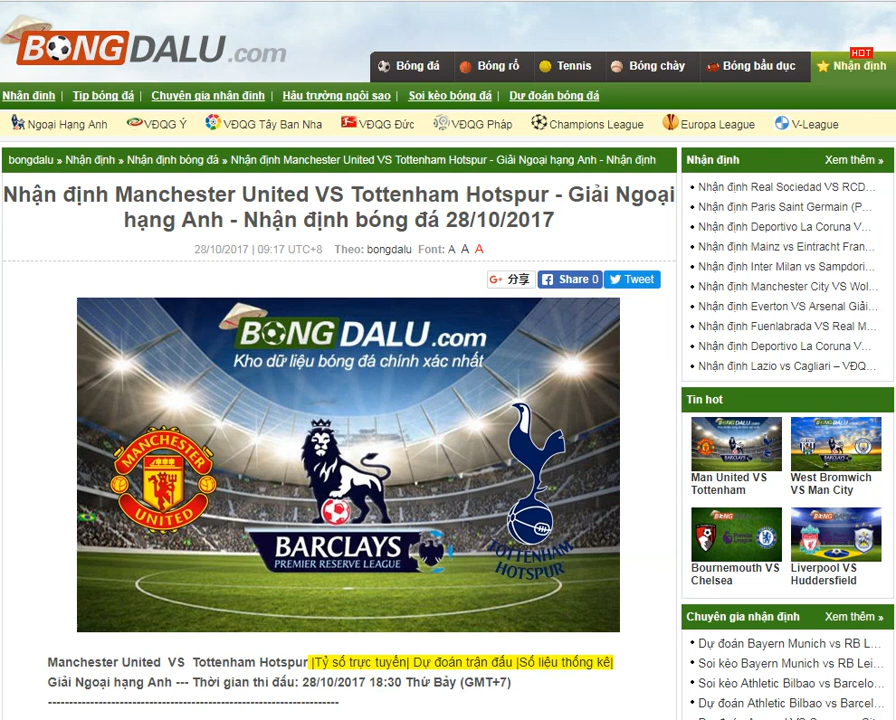 BONGDALU.com
Bóng đá
Bóng rổ
Tennis
Bóng chày
Bóng bầu dục
HOT
Nhận định
Nhận định | Tip bóng đá | Chuyên gia nhân định | Hậu trường ngôi sao | Soi kèo bóng đá | Dự đoán bóng đá
Ngoại Hạng Anh
VĐQG Ý
VĐQG Tây Ban Nha
VĐQG Đức
VĐQG Pháp
Champions League
Europa League
V-League
bongdalu » Nhận định » Nhận định bóng đá » Nhận định Manchester United VS Tottenham Hotspur - Giải Ngoại hạng Anh - Nhận định
Nhận định Manchester United VS Tottenham Hotspur - Giải Ngoại
hạng Anh - Nhận định bóng đá 28/10/2017
28/10/2017 | 09:17 UTC+8 Theo: bongdalu Font: A A A
G+ 分享
Share 0
Tweet
BONGDALU.com
Kho dữ liệu bóng đá chính xác nhất
MANCHESTER
UNITED
BARCLAYS
PREMIER RESERVE LEAGUE
TOTTENHAM
HOTSPUR
Manchester United VS Tottenham Hotspur |Tỷ số trực tuyến| Dự đoán trận đấu |Số liệu thống kê|
Giải Ngoại hạng Anh --- Thời gian thi đấu: 28/10/2017 18:30 Thứ Bảy (GMT+7)
----------------------------------------------------------------------
Nhận định
Xem thêm »
Nhận định Real Sociedad VS RCD...
Nhận định Paris Saint Germain (P...
Nhận định Deportivo La Coruna V...
Nhận định Mainz vs Eintracht Fran...
Nhận định Inter Milan vs Sampdori...
Nhận định Manchester City VS Wol...
Nhận định Everton VS Arsenal Giải...
Nhận định Fuenlabrada VS Real M...
Nhận định Deportivo La Coruna V...
Nhận định Lazio vs Cagliari – VĐQ...
Tin hot
Man United VS
Tottenham
West Bromwich
VS Man City
Bournemouth VS
Chelsea
Liverpool VS
Huddersfield
Chuyên gia nhận định
Xem thêm »
Dự đoán Bayern Munich vs RB L...
Soi kèo Bayern Munich vs RB Lei...
Soi kèo Athletic Bilbao vs Barcelo...
Dự đoán Athletic Bilbao vs Barcel...